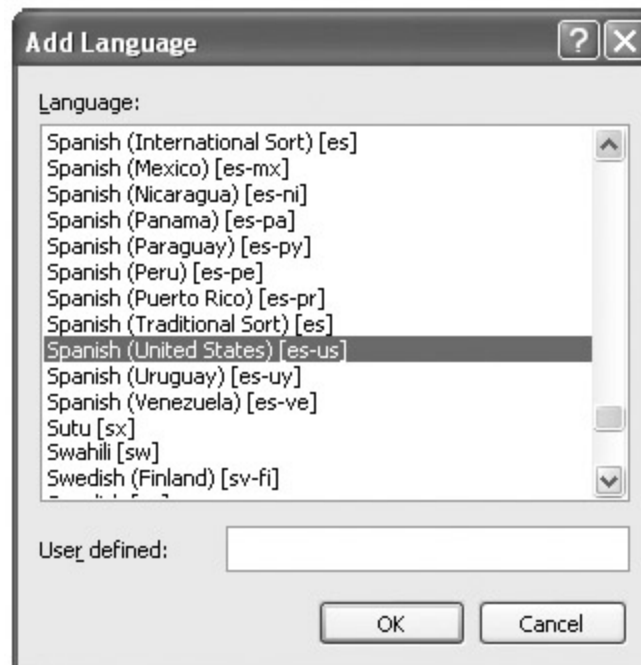 Add Language
Language:
Spanish (International Sort) [es]
Spanish (Mexico) [es-mx]
Spanish (Nicaragua) [es-ni]
Spanish (Panama) [es-pa]
Spanish (Paraguay) [es-py]
Spanish (Peru) [es-pe]
Spanish (Puerto Rico) [es-pr]
Spanish (Traditional Sort) [es]
Spanish (United States) [es-us]
Spanish (Uruguay) [es-uy]
Spanish (Venezuela) [es-ve]
Sutu [sx]
Swahili [sw]
Swedish (Finland) [sv-fi]
User defined:
OK Cancel